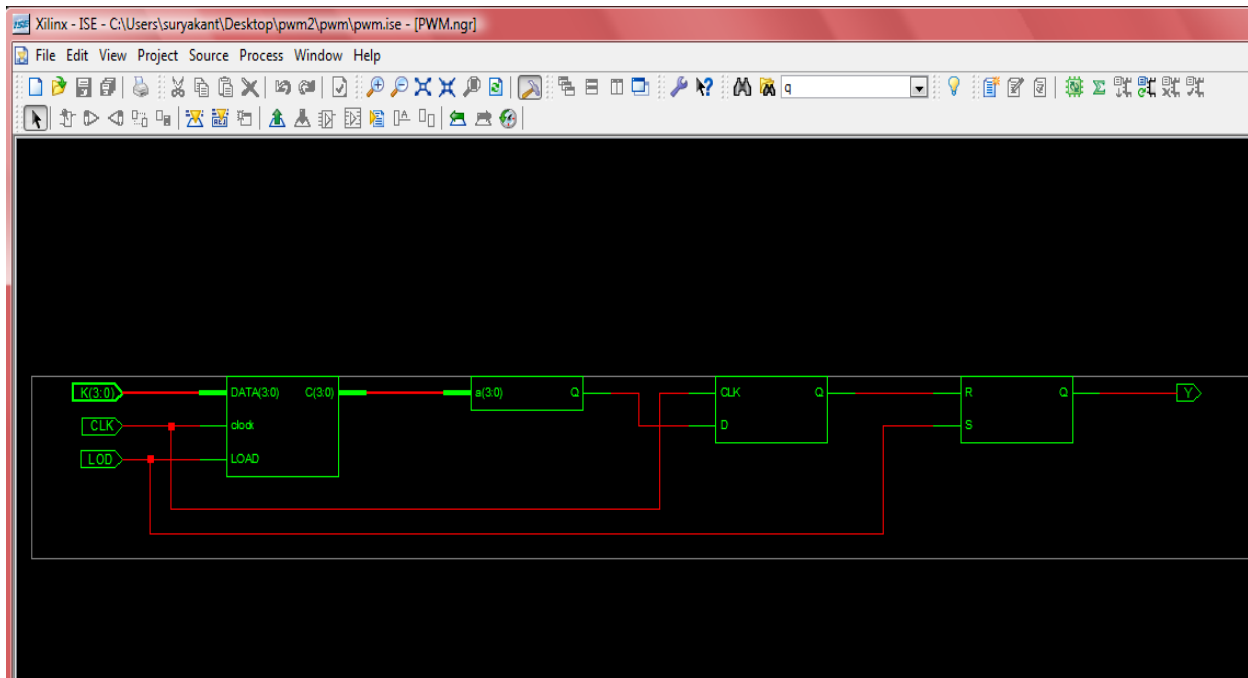 ISE Xilinx - ISE - C:\Users\suryakant\Desktop\pwm2\pwm\pwm.ise - [PWM.ngr]
File Edit View Project Source Process Window Help
q
K(3:0) DATA(3:0) C(3:0) a(3:0) Q CLK Q R Q Y
CLK clock D S
LOD LOAD